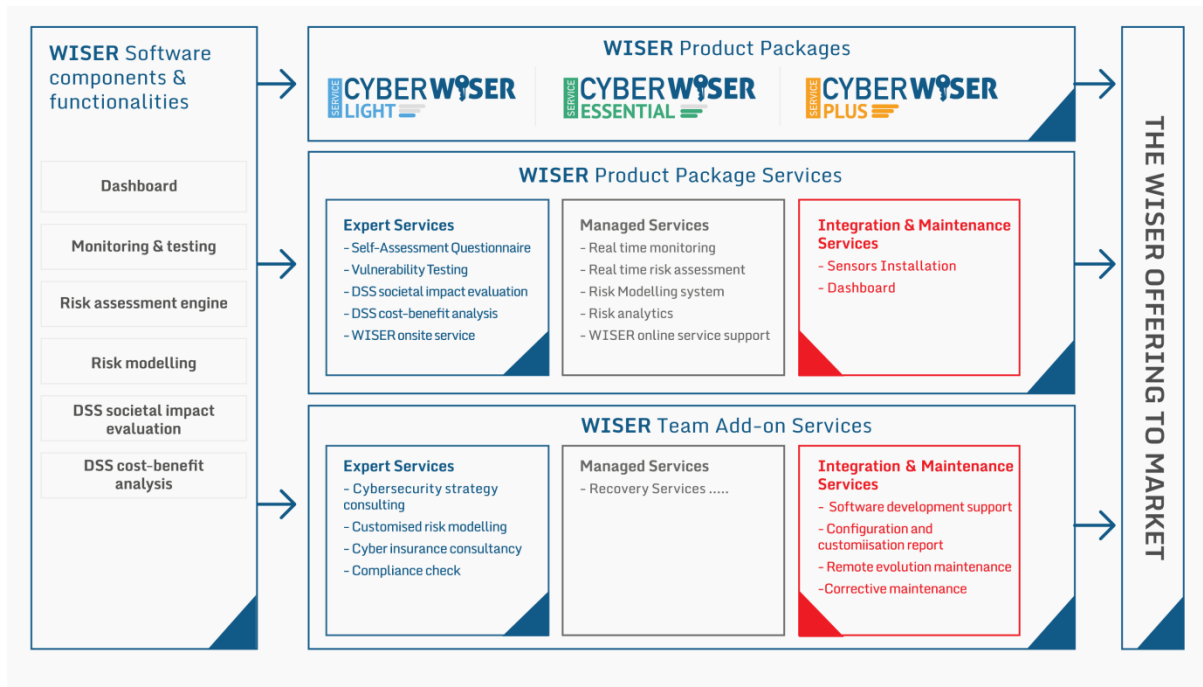 WISER Software
components &
functionalities
Dashboard
Monitoring & testing
Risk assessment engine
Risk modelling
DSS societal impact
evaluation
DSS cost-benefit
analysis
WISER Product Packages
SERVICE
CYBERWISER
LIGHT
SERVICE
CYBERWISER
ESSENTIAL
SERVICE
CYBERWISER
PLUS
WISER Product Package Services
Expert Services
- Self-Assessment Questionnaire
- Vulnerability Testing
- DSS societal impact evaluation
- DSS cost-benefit analysis
- WISER onsite service
Managed Services
- Real time monitoring
- Real time risk assessment
- Risk Modelling system
- Risk analytics
- WISER online service support
Integration & Maintenance
Services
- Sensors Installation
- Dashboard
WISER Team Add-on Services
Expert Services
- Cybersecurity strategy
consulting
- Customised risk modelling
- Cyber insurance consultancy
- Compliance check
Managed Services
- Recovery Services .....
Integration & Maintenance
Services
- Software development support
- Configuration and
customiisation report
- Remote evolution maintenance
-Corrective maintenance
THE WISER OFFERING TO MARKET